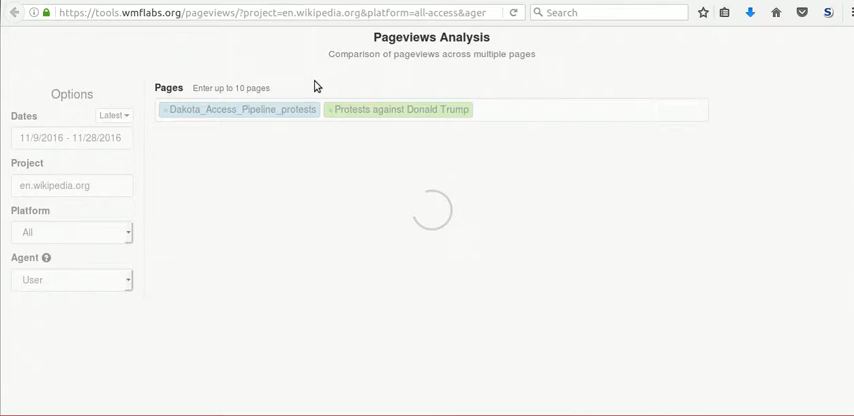 https://tools.wmflabs.org/pageviews/?project=en.wikipedia.org&platform=all-access&ager
Search
Pageviews Analysis
Comparison of pageviews across multiple pages
Options
Pages Enter up to 10 pages
× Dakota_Access_Pipeline_protests × Protests against Donald Trump
Dates Latest
11/9/2016 - 11/28/2016
Project
en.wikipedia.org
Platform
All
Agent
User